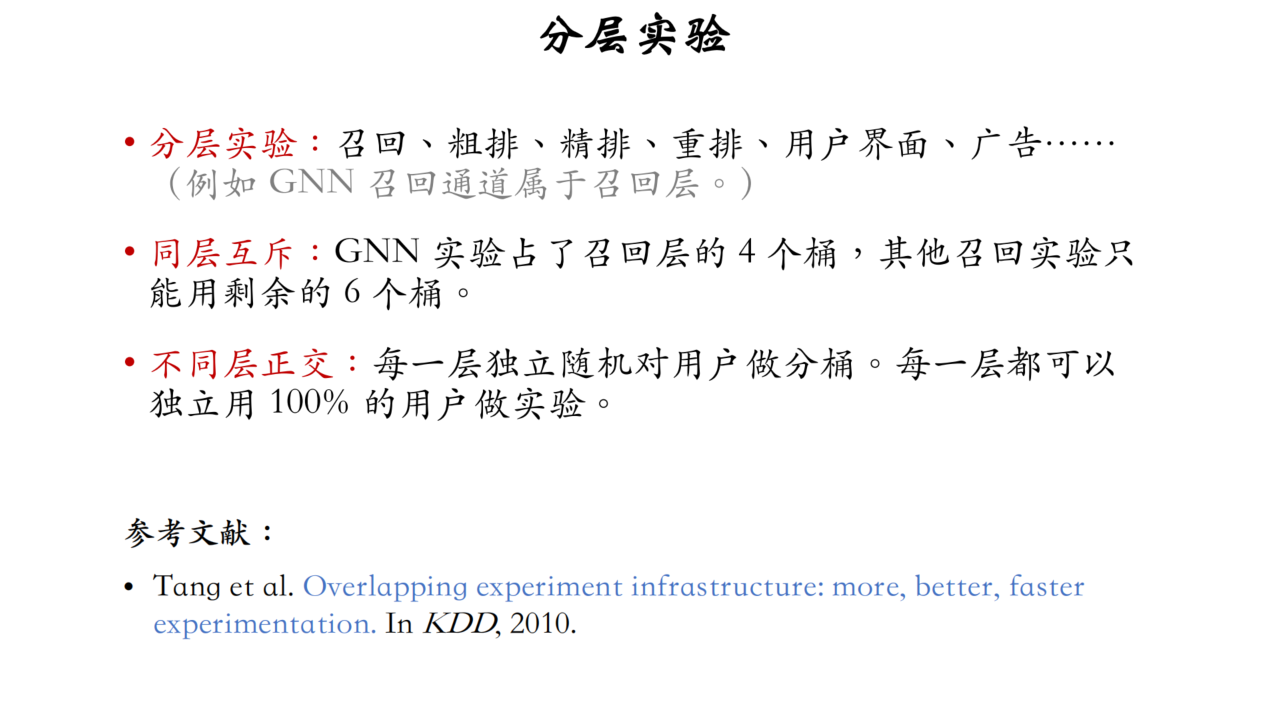 分层实验
• 分层实验：召回、粗排、精排、重排、用户界面、广告……
（例如 GNN 召回通道属于召回层。）
• 同层互斥：GNN 实验占了召回层的 4 个桶，其他召回实验只
能用剩余的 6 个桶。
• 不同层正交：每一层独立随机对用户做分桶。每一层都可以
独立用 100% 的用户做实验。
参考文献：
• Tang et al. Overlapping experiment infrastructure: more, better, faster
experimentation. In KDD, 2010.